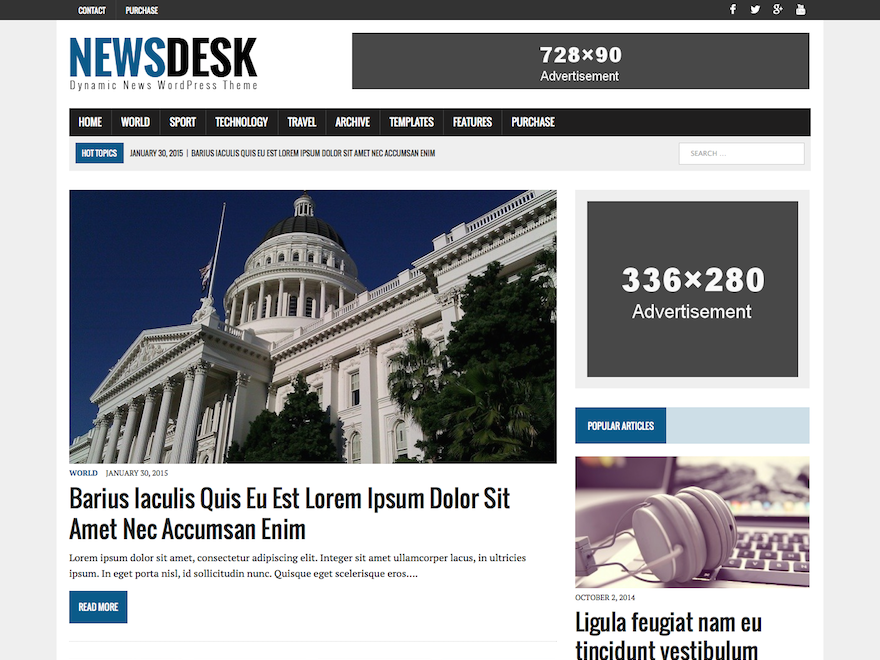 CONTACT PURCHASE
NEWSDESK
Dynamic News WordPress Theme
728×90
Advertisement
HOME WORLD SPORT TECHNOLOGY TRAVEL ARCHIVE TEMPLATES FEATURES PURCHASE
HOT TOPICS JANUARY 30, 2015 | BARIUS IACULIS QUIS EU EST LOREM IPSUM DOLOR SIT AMET NEC ACCUMSAN ENIM
SEARCH ...
WORLD JANUARY 30, 2015
Barius Iaculis Quis Eu Est Lorem Ipsum Dolor Sit
Amet Nec Accumsan Enim
Lorem ipsum dolor sit amet, consectetur adipiscing elit. Integer sit amet ullamcorper lacus, in ultricies
ipsum. In eget porta nisl, id sollicitudin nunc. Quisque eget scelerisque eros....
READ MORE
336×280
Advertisement
POPULAR ARTICLES
OCTOBER 2, 2014
Ligula feugiat nam eu
tincidunt vestibulum